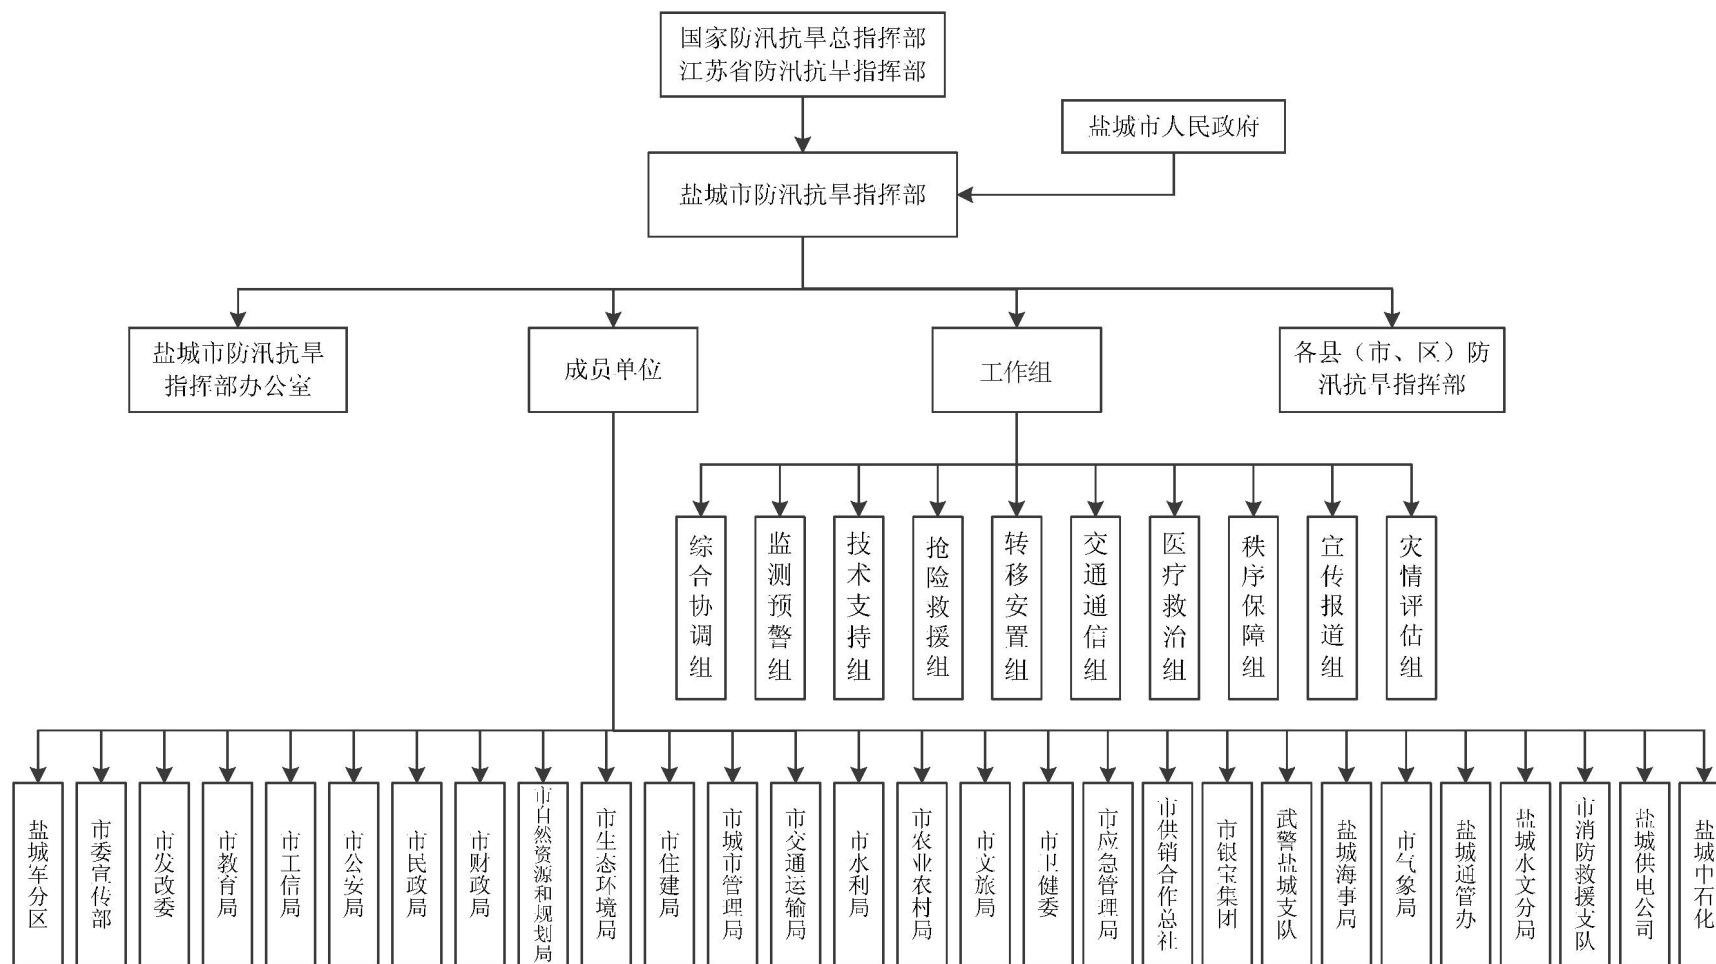 国家防汛抗旱总指挥部
江苏省防汛抗旱指挥部
盐城市人民政府
盐城市防汛抗旱指挥部
盐城市防汛抗旱
指挥部办公室
成员单位
工作组
各县（市、区）防
汛抗旱指挥部
综合协调组
监测预警组
技术支持组
抢险救援组
转移安置组
交通通信组
医疗救治组
秩序保障组
宣传报道组
灾情评估组
盐城军分区
市委宣传部
市发改委
市教育局
市工信局
市公安局
市民政局
市财政局
市自然资源和规划局
市生态环境局
市住建局
市城市管理局
市交通运输局
市水利局
市农业农村局
市文旅局
市卫健委
市应急管理局
市供销合作总社
市银宝集团
武警盐城支队
盐城海事局
市气象局
盐城通管办
盐城水文分局
市消防救援支队
盐城供电公司
盐城中石化